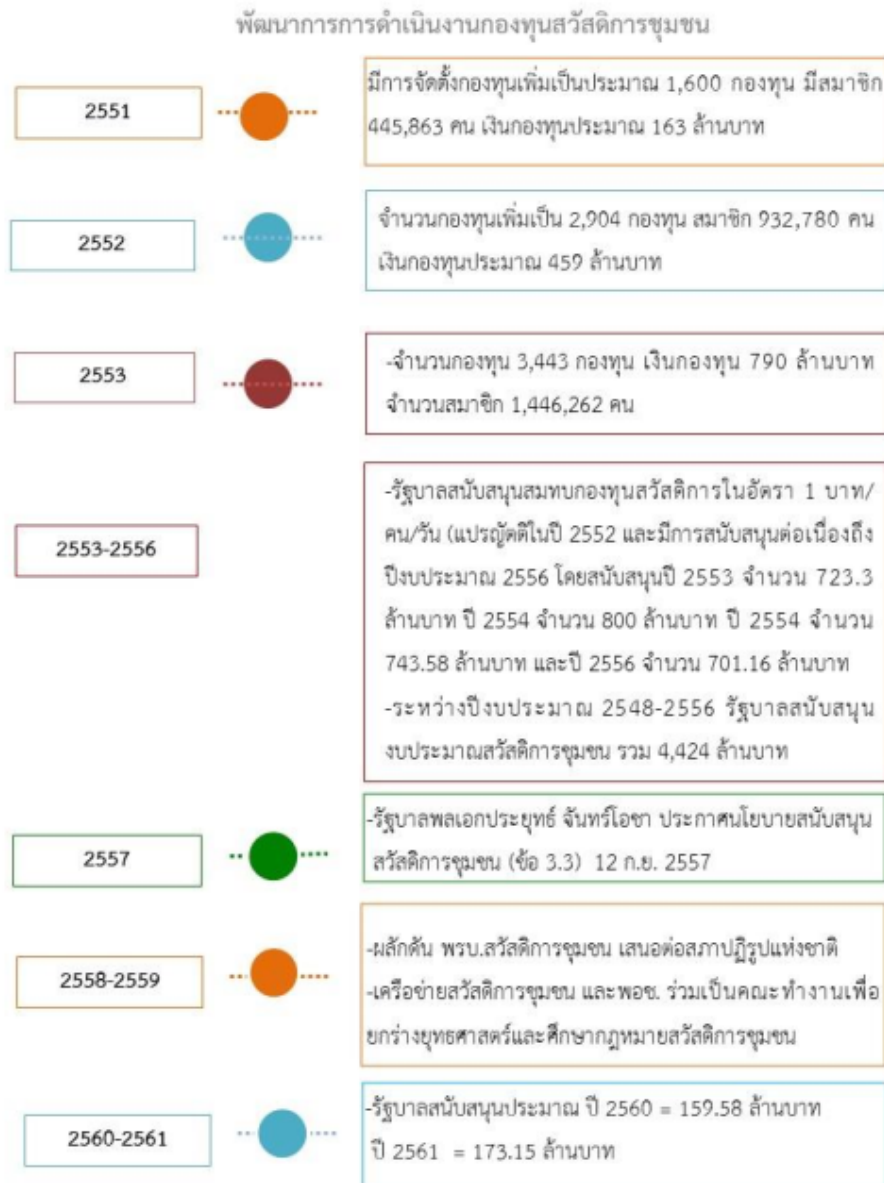 พัฒนาการการดำเนินงานกองทุนสวัสดิการชุมชน
2551
มีการจัดตั้งกองทุนเพิ่มเป็นประมาณ 1,600 กองทุน มีสมาชิก
445,863 คน เงินกองทุนประมาณ 163 ล้านบาท
2552
จำนวนกองทุนเพิ่มเป็น 2,904 กองทุน สมาชิก 932,780 คน
เงินกองทุนประมาณ 459 ล้านบาท
2553
-จำนวนกองทุน 3,443 กองทุน เงินกองทุน 790 ล้านบาท
จำนวนสมาชิก 1,446,262 คน
2553-2556
-รัฐบาลสนับสนุนสมทบกองทุนสวัสดิการในอัตรา 1 บาท/
คน/วัน (แปรญัตติในปี 2552 และมีการสนับสนุนต่อเนื่องถึง
ปีงบประมาณ 2556 โดยสนับสนุนปี 2553 จำนวน 723.3
ล้านบาท ปี 2554 จำนวน 800 ล้านบาท ปี 2554 จำนวน
743.58 ล้านบาท และปี 2556 จำนวน 701.16 ล้านบาท
-ระหว่างปีงบประมาณ 2548-2556 รัฐบาลสนับสนุน
งบประมาณสวัสดิการชุมชน รวม 4,424 ล้านบาท
2557
-รัฐบาลพลเอกประยุทธ์ จันทร์โอชา ประกาศนโยบายสนับสนุน
สวัสดิการชุมชน (ข้อ 3.3) 12 ก.ย. 2557
2558-2559
-ผลักดัน พรบ.สวัสดิการชุมชน เสนอต่อสภาปฏิรูปแห่งชาติ
-เครือข่ายสวัสดิการชุมชน และพอช. ร่วมเป็นคณะทำงานเพื่อ
ยกร่างยุทธศาสตร์และศึกษากฎหมายสวัสดิการชุมชน
2560-2561
-รัฐบาลสนับสนุนประมาณ ปี 2560 = 159.58 ล้านบาท
ปี 2561 = 173.15 ล้านบาท